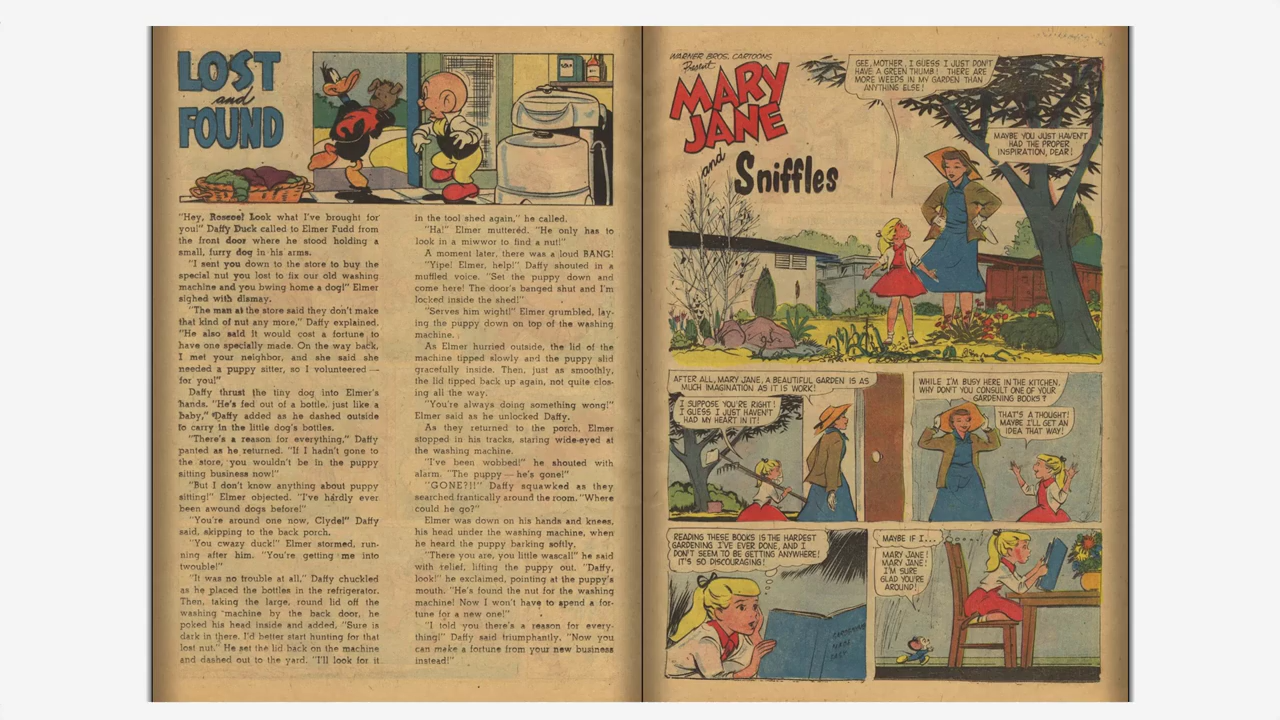 LOST
and
FOUND
"Hey, Roscoe! Look what I've brought for
you!" Daffy Duck called to Elmer Fudd from
the front door where he stood holding a
small, furry dog in his arms.
"I sent you down to the store to buy the
special nut you lost to fix our old washing
machine and you bwing home a dog!" Elmer
sighed with dismay.
"The man at the store said they don't make
that kind of nut any more," Daffy explained.
"He also said it would cost a fortune to
have one specially made. On the way back,
I met your neighbor, and she said she
needed a puppy sitter, so I volunteered —
for you!"
Daffy thrust the tiny dog into Elmer's
hands. "He's fed out of a bottle, just like a
baby," Daffy added as he dashed outside
to carry in the little dog's bottles.
"There's a reason for everything," Daffy
panted as he returned. "If I hadn't gone to
the store, you wouldn't be in the puppy
sitting business now!"
"But I don't know anything about puppy
sitting!" Elmer objected. "I've hardly ever
been awound dogs before!"
"You're around one now, Clyde!" Daffy
said, skipping to the back porch.
"You cwazy duck!" Elmer stormed, run-
ning after him. "You're getting me into
twouble!"
"It was no trouble at all," Daffy chuckled
as he placed the bottles in the refrigerator.
Then, taking the large, round lid off the
washing machine by the back door, he
poked his head inside and added, "Sure is
dark in there. I'd better start hunting for that
lost nut." He set the lid back on the machine
and dashed out to the yard. "I'll look for it
in the tool shed again," he called.
"Ha!" Elmer muttered. "He only has to
look in a miwwor to find a nut!"
A moment later, there was a loud BANG!
"Yipe! Elmer, help!" Daffy shouted in a
muffled voice. "Set the puppy down and
come here! The door's banged shut and I'm
locked inside the shed!"
"Serves him wight!" Elmer grumbled, lay-
ing the puppy down on top of the washing
machine.
As Elmer hurried outside, the lid of the
machine tipped slowly and the puppy slid
gracefully inside. Then, just as smoothly,
the lid tipped back up again, not quite clos-
ing all the way.
"You're always doing something wong!"
Elmer said as he unlocked Daffy.
As they returned to the porch, Elmer
stopped in his tracks, staring wide-eyed at
the washing machine.
"I've been wobbed!" he shouted with
alarm. "The puppy — he's gone!"
"GONE?!!" Daffy squawked as they
searched frantically around the room. "Where
could he go?"
Elmer was down on his hands and knees,
his head under the washing machine, when
he heard the puppy barking softly.
"There you are, you little wascal!" he said
with relief, lifting the puppy out. "Daffy,
look!" he exclaimed, pointing at the puppy's
mouth. "He's found the nut for the washing
machine! Now I won't have to spend a for-
tune for a new one!"
"I told you there's a reason for every-
thing!" Daffy said triumphantly. "Now you
can make a fortune from your new business
instead!"
WARNER BROS. CARTOONS
Present
MARY
JANE
and
Sniffles
GEE, MOTHER, I GUESS I JUST DON'T
HAVE A GREEN THUMB! THERE ARE
MORE WEEDS IN MY GARDEN THAN
ANYTHING ELSE!
MAYBE YOU JUST HAVEN'T
HAD THE PROPER
INSPIRATION, DEAR!
AFTER ALL, MARY JANE, A BEAUTIFUL GARDEN IS AS
MUCH IMAGINATION AS IT IS WORK!
I SUPPOSE YOU'RE RIGHT!
I GUESS I JUST HAVEN'T
HAD MY HEART IN IT!
WHILE I'M BUSY HERE IN THE KITCHEN,
WHY DON'T YOU CONSULT ONE OF YOUR
GARDENING BOOKS?
THAT'S A THOUGHT!
MAYBE I'LL GET AN
IDEA THAT WAY!
READING THESE BOOKS IS THE HARDEST
GARDENING I'VE EVER DONE, AND I
DON'T SEEM TO BE GETTING ANYWHERE!
IT'S SO DISCOURAGING!
GARDENING
MADE
EASY
MAYBE IF I...
MARY JANE!
MARY JANE!
I'M SURE
GLAD YOU'RE
AROUND!